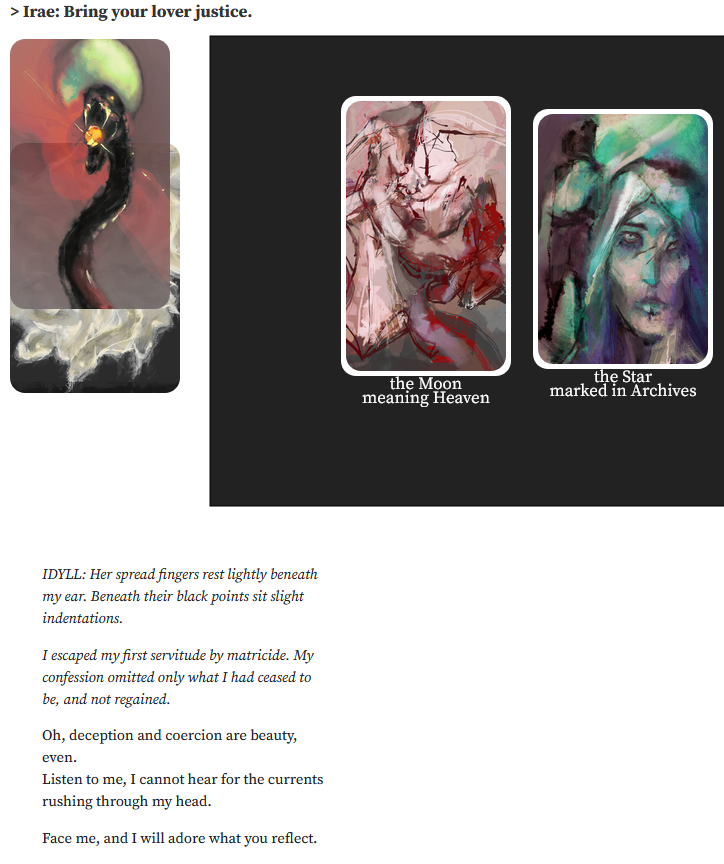 > Irae: Bring your lover justice.
the Moon
meaning Heaven
the Star
marked in Archives
IDYLL: Her spread fingers rest lightly beneath
my ear. Beneath their black points sit slight
indentations.
I escaped my first servitude by matricide. My
confession omitted only what I had ceased to
be, and not regained.
Oh, deception and coercion are beauty,
even.
Listen to me, I cannot hear for the currents
rushing through my head.
Face me, and I will adore what you reflect.